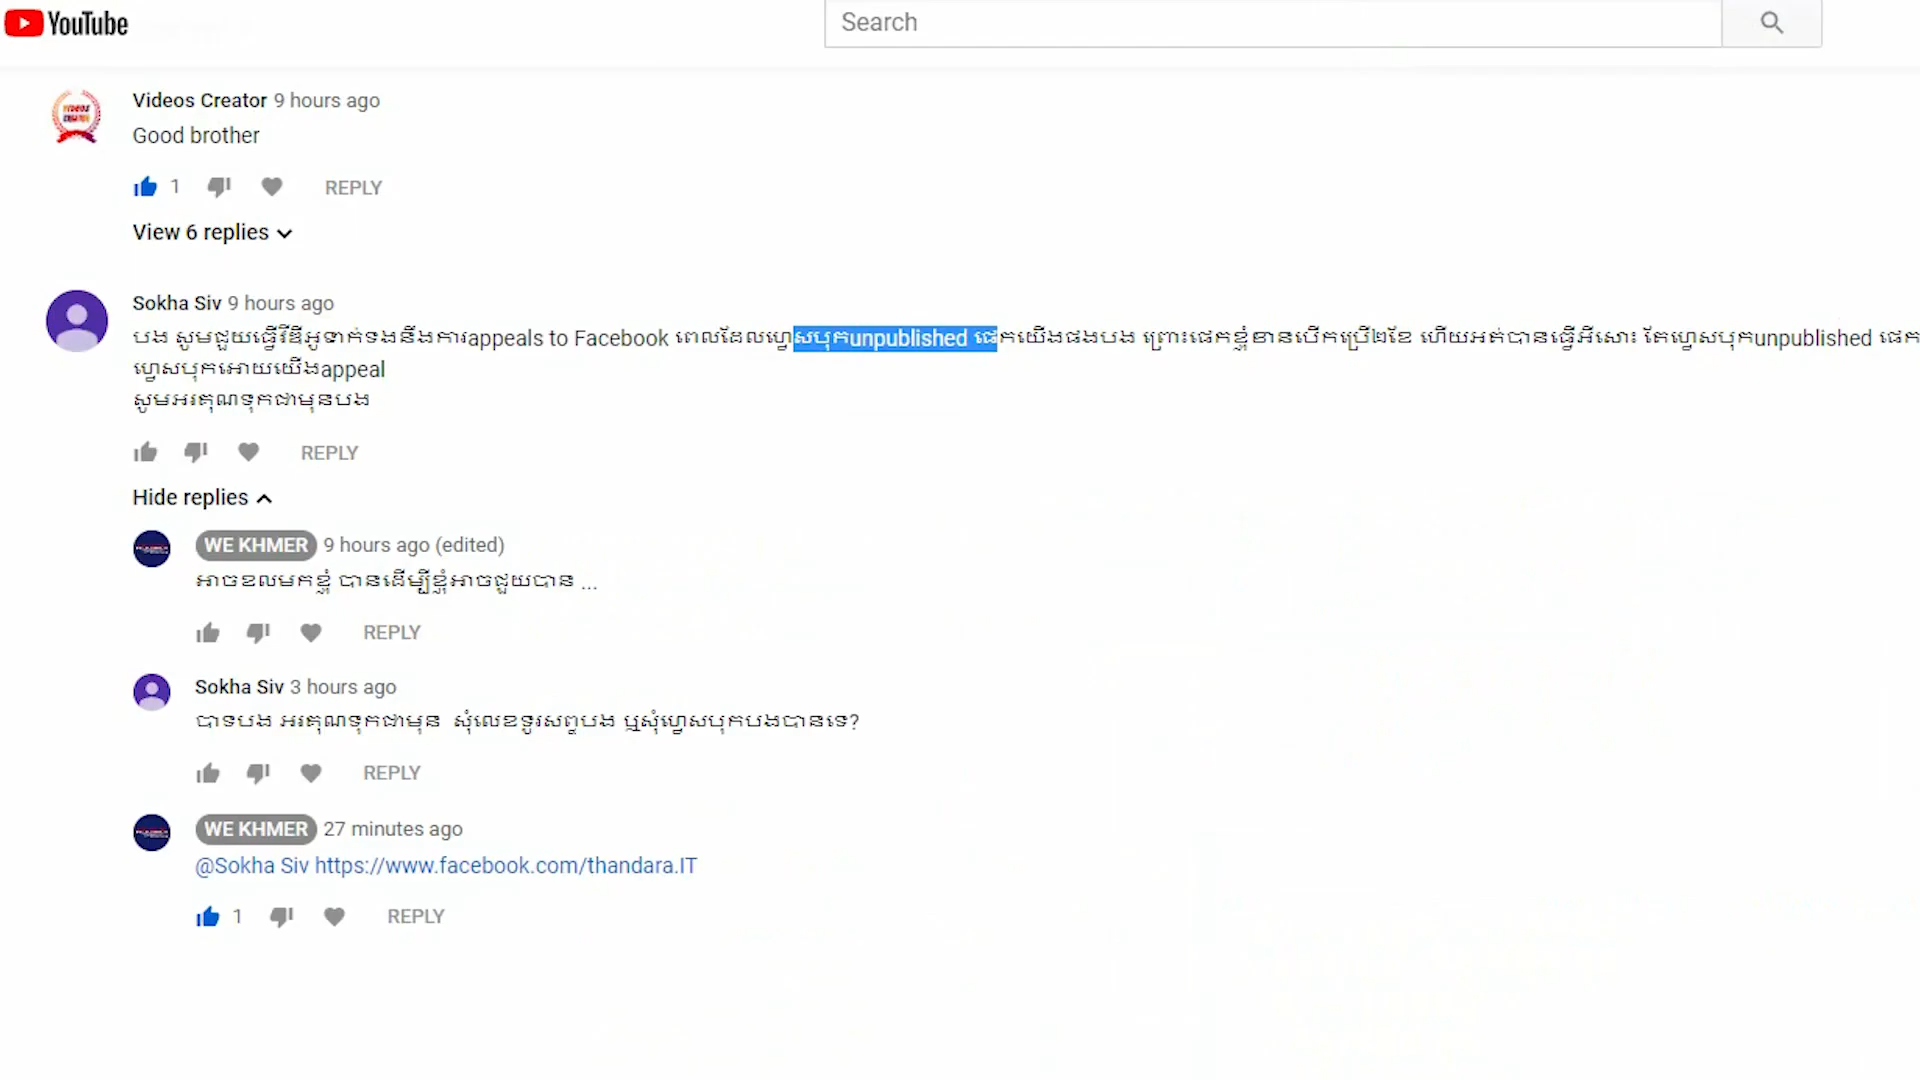 YouTube
Search
Videos Creator 9 hours ago
Good brother
1 REPLY
View 6 replies
Sokha Siv 9 hours ago
បង សូមជួយធ្វើវីឌីអូទាក់ទងនឹងការappeals to Facebook ពេលដែលហ្វេសបុកunpublished ផេកយើងផងបង ព្រោះផេកខ្ញុំខានបើកប្រើ២ខែ ហើយអត់បានធ្វើអីសោះ តែហ្វេសបុកunpublished ផេក
ហ្វេសបុកអោយយើងappeal
សូមអរគុណទុកជាមុនបង
REPLY
Hide replies
WE KHMER 9 hours ago (edited)
អាចខលមកខ្ញុំ បានដើម្បីខ្ញុំអាចជួយបាន ...
REPLY
Sokha Siv 3 hours ago
បាទបង អរគុណទុកជាមុន សុំលេខទូរសព្ទបង ឬសុំហ្វេសបុកបងបានទេ?
REPLY
WE KHMER 27 minutes ago
@Sokha Siv https://www.facebook.com/thandara.IT
1 REPLY